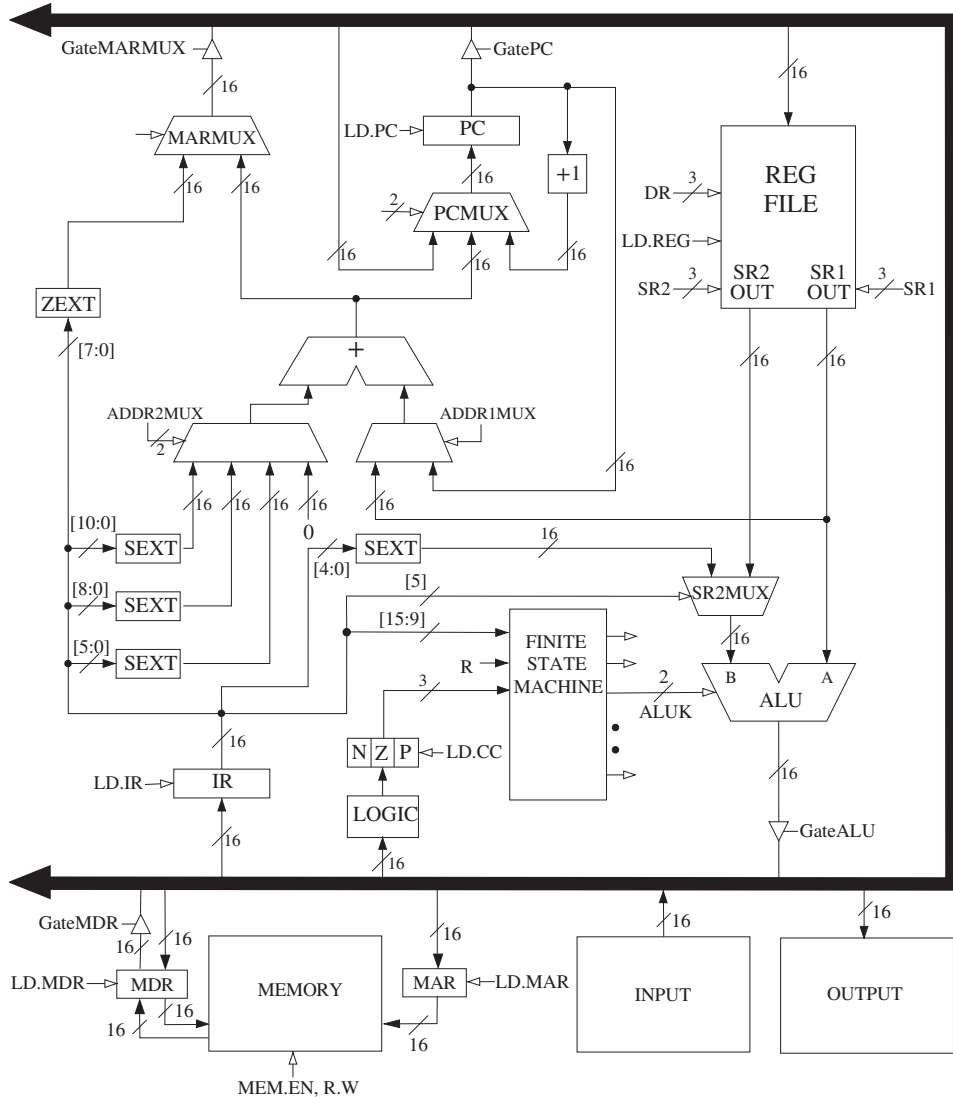 GateMARMUX
GatePC
16
16
MARMUX
LD.PC
PC
16
16
16
+1
2
PCMUX
REG
FILE
DR
3
LD.REG
16
16
16
SR2
3
SR2
OUT
SR1
OUT
3
SR1
ZEXT
[7:0]
+
16
16
ADDR2MUX
2
ADDR1MUX
16
16
16
16
16
16
0
[10:0]
SEXT
[4:0]
SEXT
16
[8:0]
SEXT
[5]
SR2MUX
[15:9]
16
[5:0]
SEXT
FINITE
STATE
MACHINE
R
3
2
ALUK
B
A
ALU
16
N Z P
LD.CC
LD.IR
IR
16
LOGIC
GateALU
16
16
GateMDR
16
16
16
16
16
LD.MDR
MDR
MEMORY
MAR
LD.MAR
INPUT
OUTPUT
16
16
16
MEM.EN, R.W